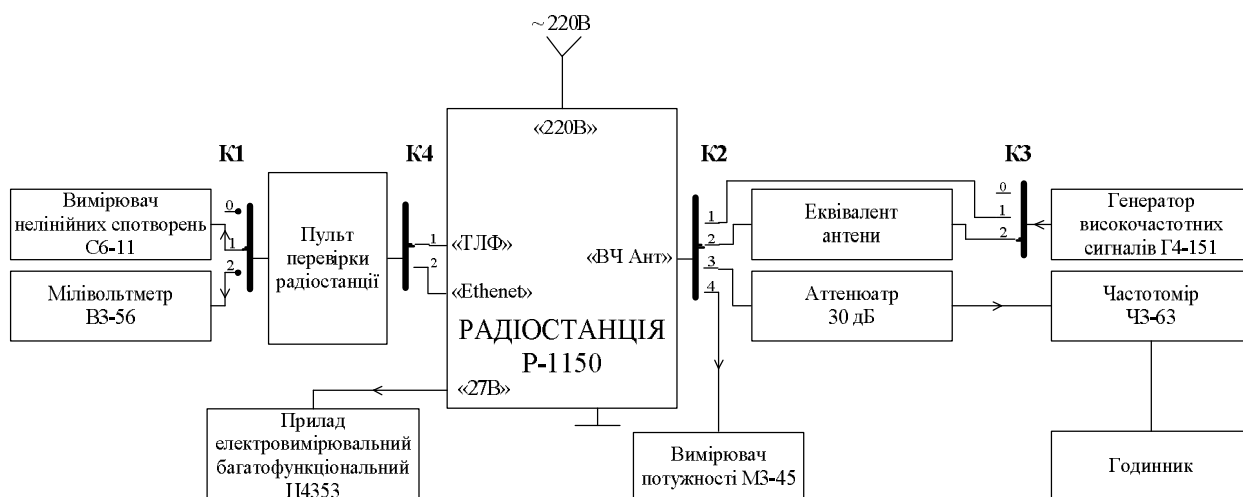 ~ 220В
«220В»
К1
К4
К2
К3
Вимірювач
нелінійних спотворень
С6-11
Мілівольтметр
В3-56
0
1
2
Пульт
перевірки
радіостанції
1
2
«ТЛФ»
«Ethenet»
«ВЧ Ант»
РАДІОСТАНЦІЯ
Р-1150
«27В»
1
2
3
4
Еквівалент
антени
Аттенюатр
30 дБ
0
1
2
Генератор
високочастотних
сигналів Г4-151
Частотомір
Ч3-63
Прилад
електровимірювальний
багатофункціональний
Ц4353
Вимірювач
потужності М3-45
Годинник